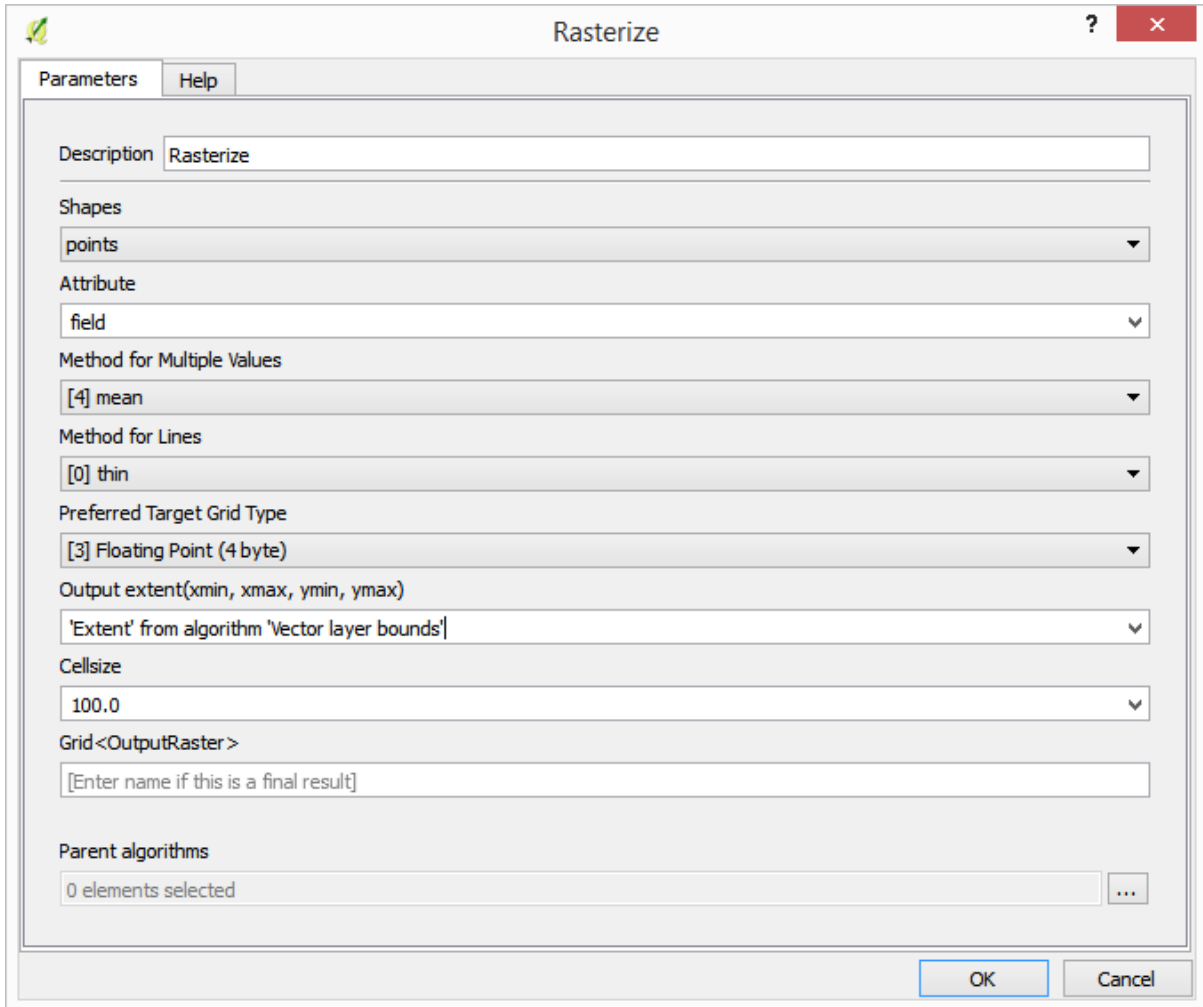 Rasterize
?
×
Parameters
Help
Description
Rasterize
Shapes
points
Attribute
field
Method for Multiple Values
[4] mean
Method for Lines
[0] thin
Preferred Target Grid Type
[3] Floating Point (4 byte)
Output extent(xmin, xmax, ymin, ymax)
'Extent' from algorithm 'Vector layer bounds'
Cellsize
100.0
Grid<OutputRaster>
[Enter name if this is a final result]
Parent algorithms
0 elements selected
...
OK
Cancel